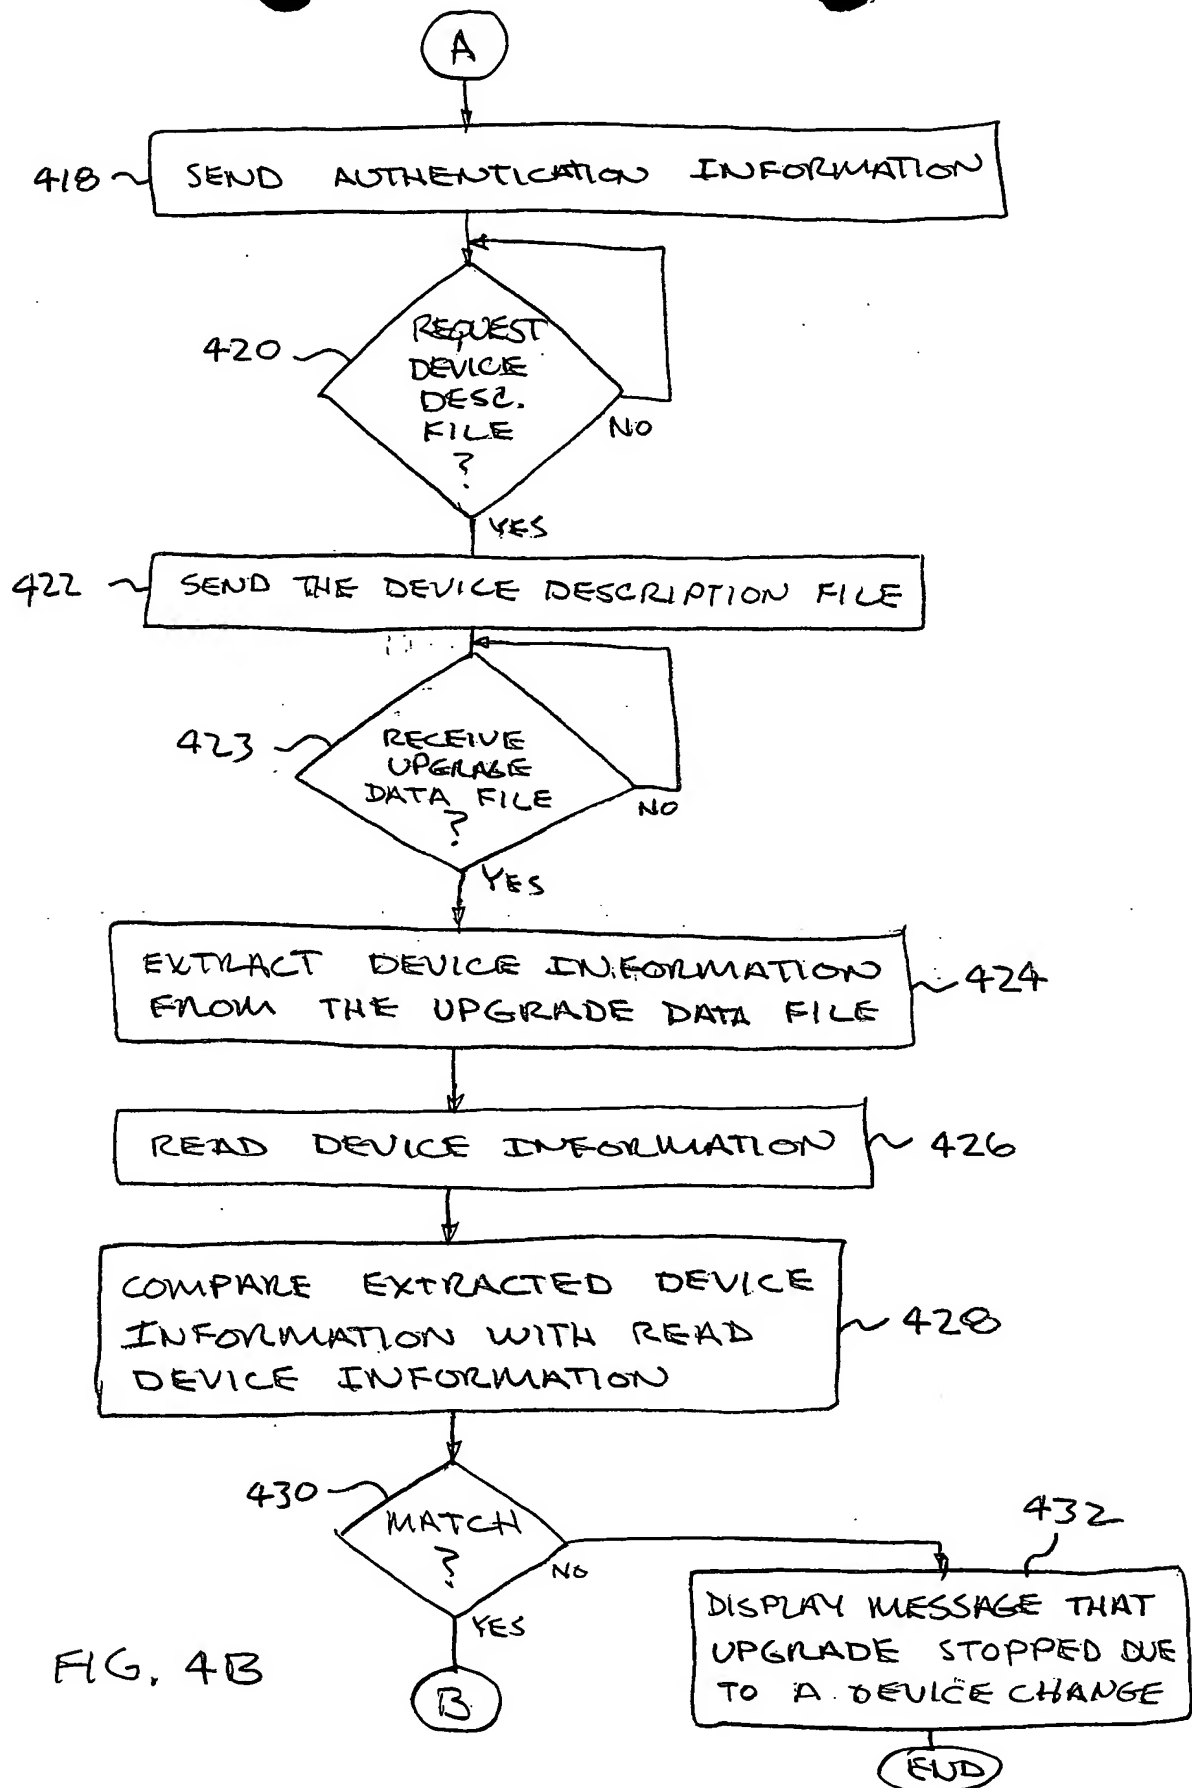 A
418
SEND AUTHENTICATION INFORMATION
420
REQUEST
DEVICE
DESC.
FILE
?
NO
YES
422
SEND THE DEVICE DESCRIPTION FILE
423
RECEIVE
UPGRAGE
DATA FILE
?
NO
YES
EXTRACT DEVICE INFORMATION
FROM THE UPGRADE DATA FILE
424
READ DEVICE INFORMATION
426
COMPARE EXTRACTED DEVICE
INFORMATION WITH READ
DEVICE INFORMATION
428
430
MATCH
?
NO
YES
432
DISPLAY MESSAGE THAT
UPGRADE STOPPED DUE
TO A DEVICE CHANGE
FIG. 4B
B
END